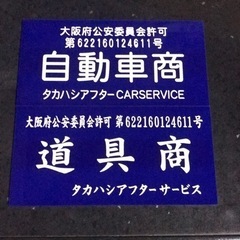 大阪府公安委員会許可
第622160124611号
自動車商
タカハシアフターCARSERVICE
大阪府公安委員会許可 第622160124611号
道具商
タカハシアフターサービス